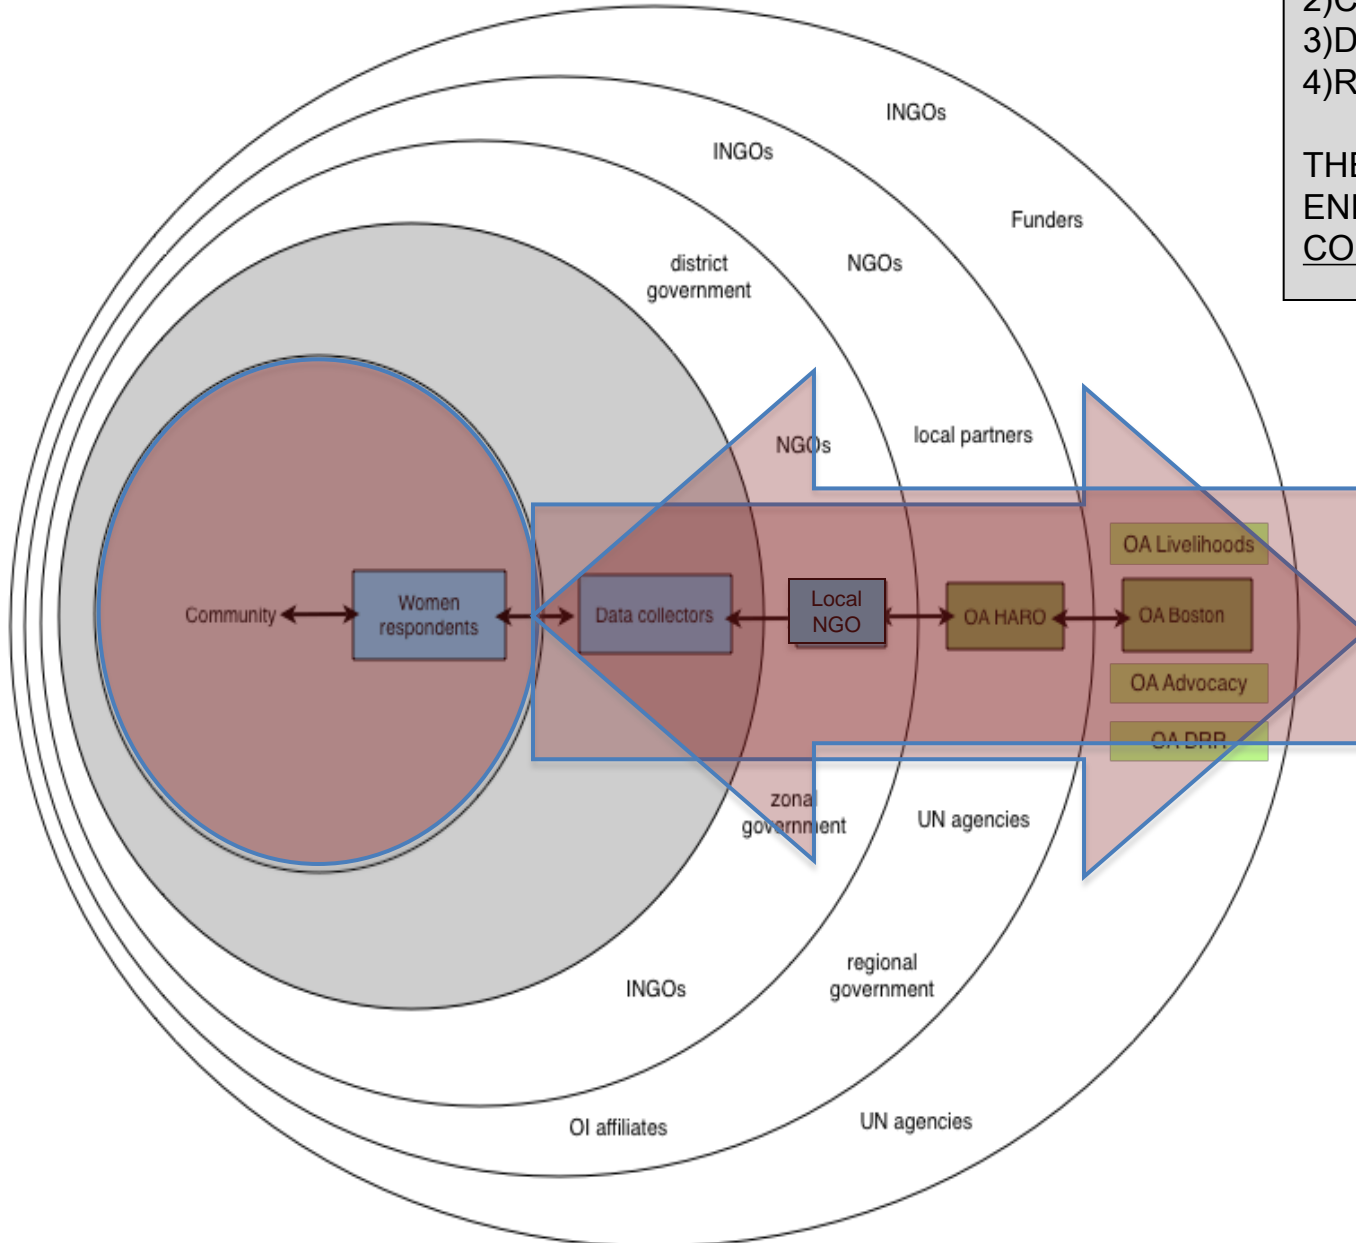 3)D
4)R
THE
CO
INGOs
INGOs
Funders
district
government
NGOs
NGOs
local partners
OA Livelihoods
Community
Women
respondents
Data collectors
Local
NGO
OA HARO
OA Boston
OA Advocacy
OA DRR
zonal
government
UN agencies
INGOs
regional
government
OI affiliates
UN agencies